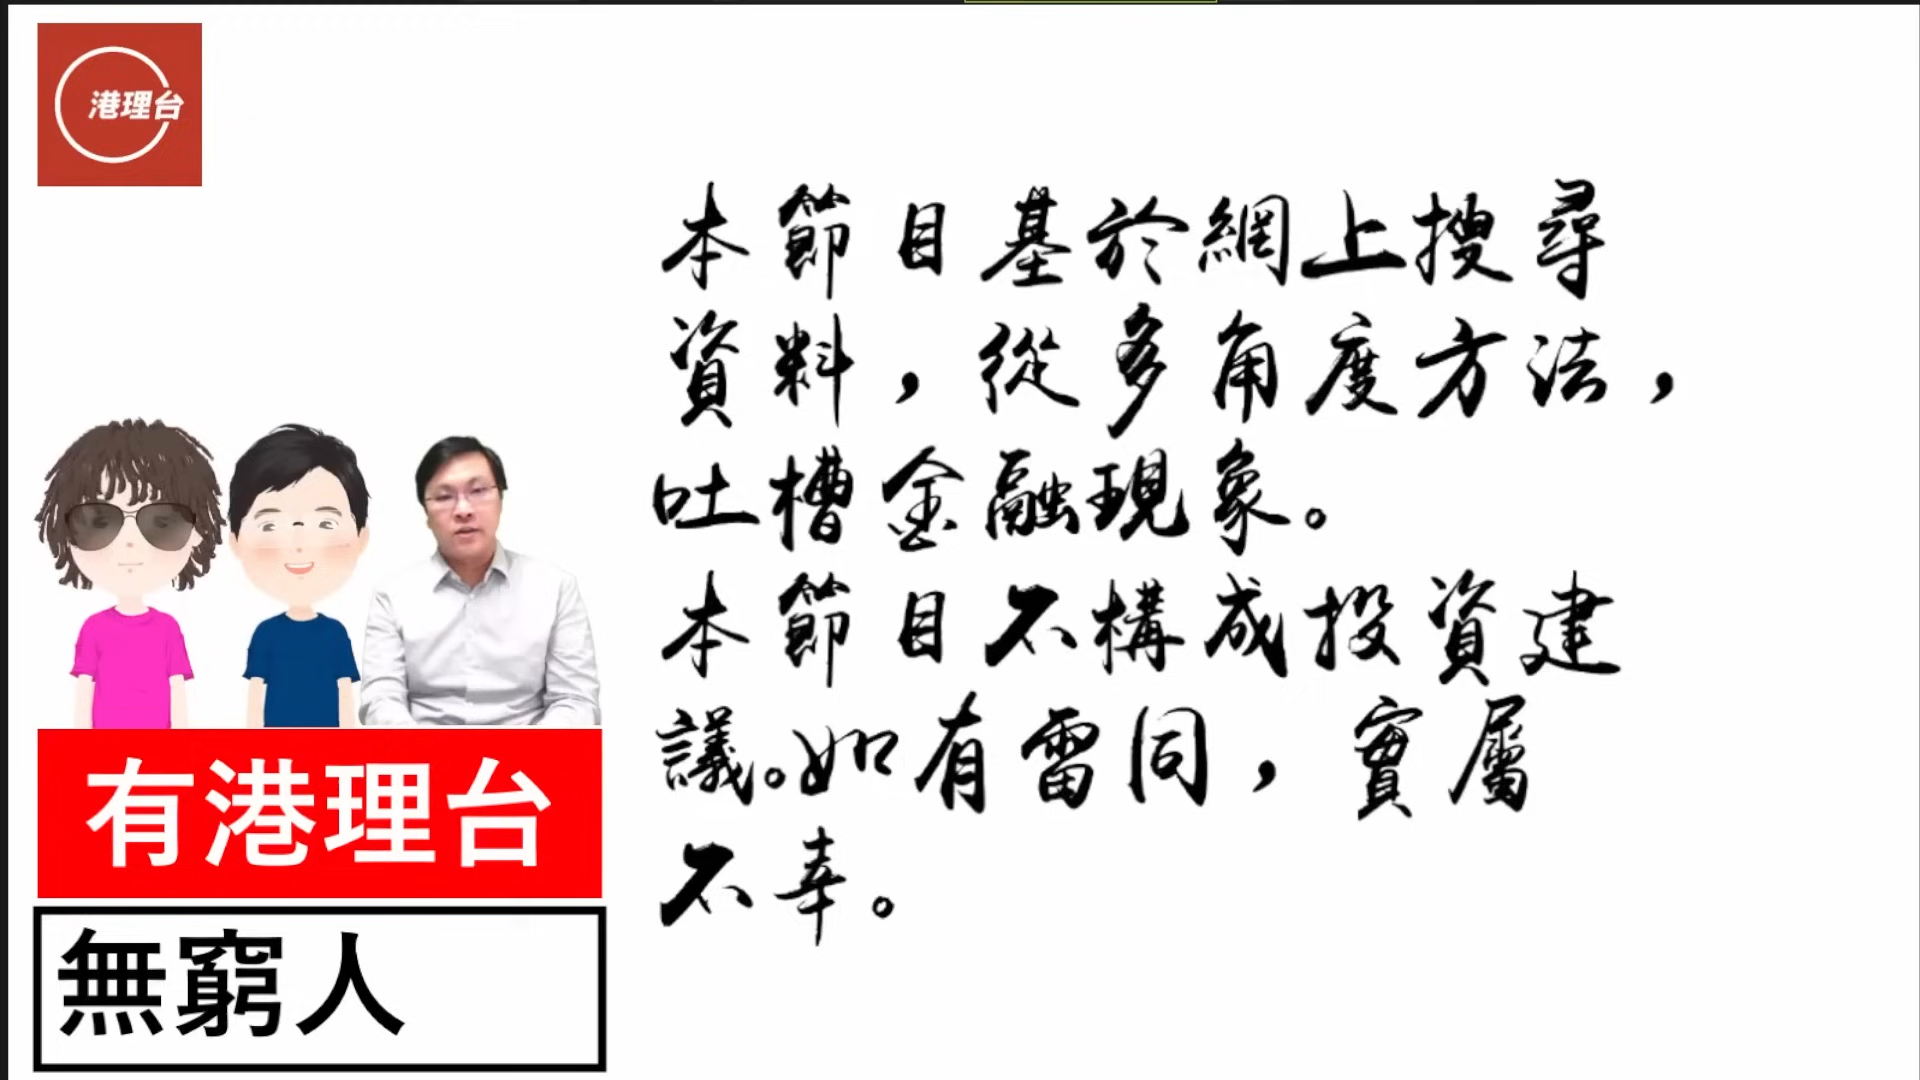 港理台
本節目基於網上搜尋
資料，從多角度方法，
吐槽金融現象。
本節目不構成投資建
議。如有雷同，實屬
不幸。
有港理台
無窮人